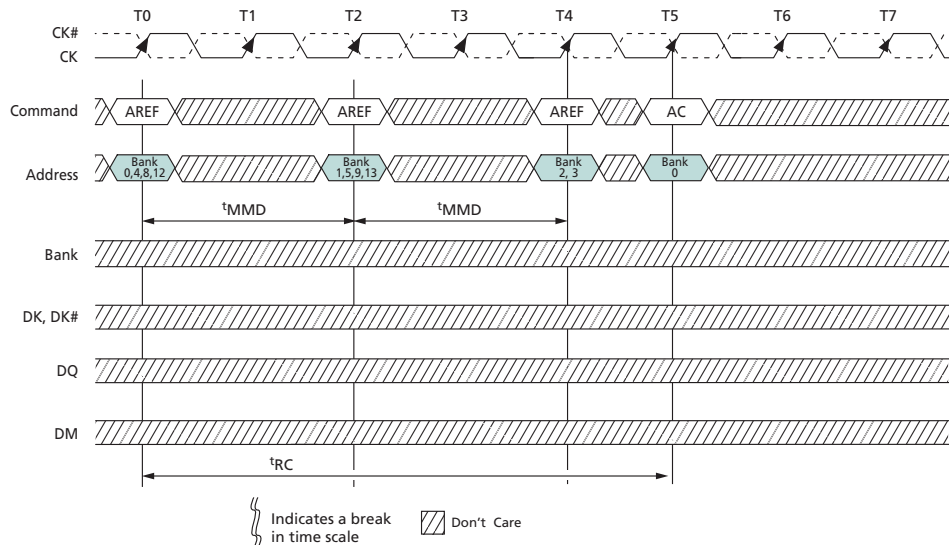 T0 T1 T2 T3 T4 T5 T6 T7
CK#
CK
Command AREF AREF AREF AC
Address Bank 0,4,8,12 Bank 1,5,9,13 Bank 2, 3 Bank 0
tMMD tMMD
Bank
DK, DK#
DQ
DM
tRC
Indicates a break
in time scale
Don't Care